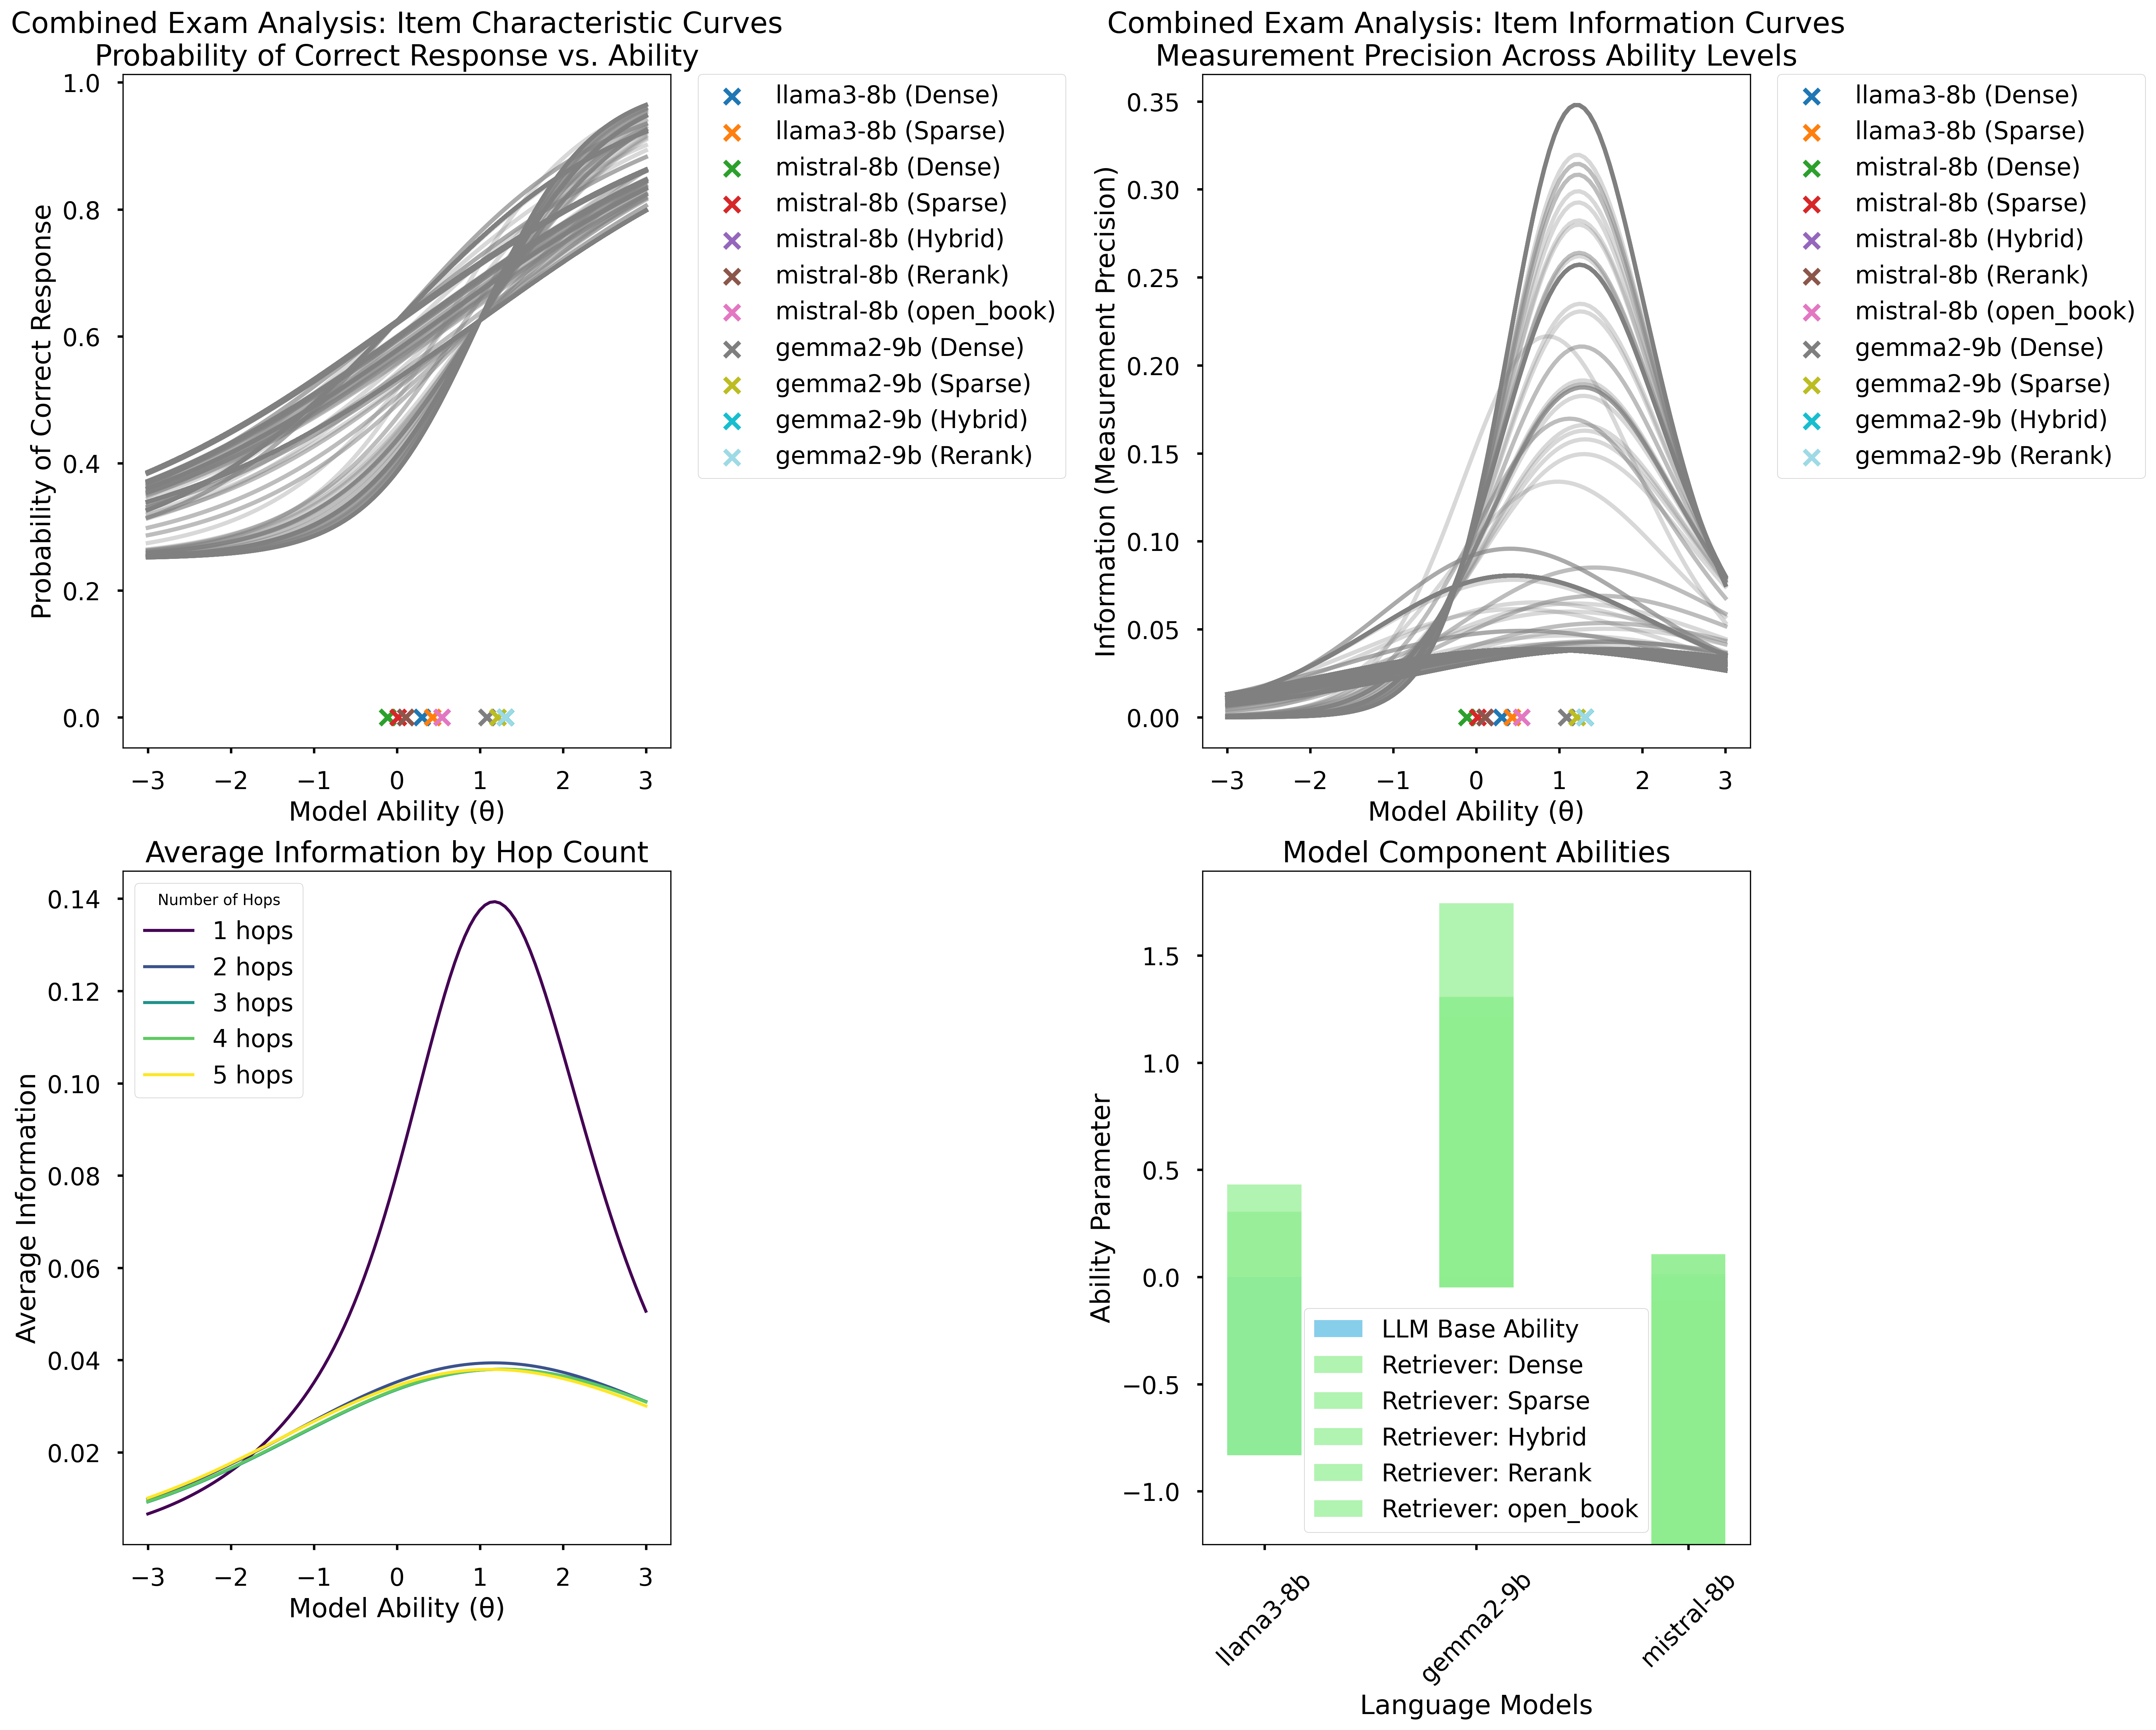 Combined Exam Analysis: Item Characteristic Curves
Probability of Correct Response vs. Ability
1.0
0.8
0.6
0.4
0.2
0.0
Probability of Correct Response
−3
−2
−1
0
1
2
3
Model Ability (θ)
llama3-8b (Dense)
llama3-8b (Sparse)
mistral-8b (Dense)
mistral-8b (Sparse)
mistral-8b (Hybrid)
mistral-8b (Rerank)
mistral-8b (open_book)
gemma2-9b (Dense)
gemma2-9b (Sparse)
gemma2-9b (Hybrid)
gemma2-9b (Rerank)
Combined Exam Analysis: Item Information Curves
Measurement Precision Across Ability Levels
0.35
0.30
0.25
0.20
0.15
0.10
0.05
0.00
Information (Measurement Precision)
−3
−2
−1
0
1
2
3
Model Ability (θ)
llama3-8b (Dense)
llama3-8b (Sparse)
mistral-8b (Dense)
mistral-8b (Sparse)
mistral-8b (Hybrid)
mistral-8b (Rerank)
mistral-8b (open_book)
gemma2-9b (Dense)
gemma2-9b (Sparse)
gemma2-9b (Hybrid)
gemma2-9b (Rerank)
Average Information by Hop Count
0.14
0.12
0.10
0.08
0.06
0.04
0.02
Average Information
Number of Hops
1 hops
2 hops
3 hops
4 hops
5 hops
−3
−2
−1
0
1
2
3
Model Ability (θ)
Model Component Abilities
1.5
1.0
0.5
0.0
−0.5
−1.0
Ability Parameter
LLM Base Ability
Retriever: Dense
Retriever: Sparse
Retriever: Hybrid
Retriever: Rerank
Retriever: open_book
llama3-8b
gemma2-9b
mistral-8b
Language Models